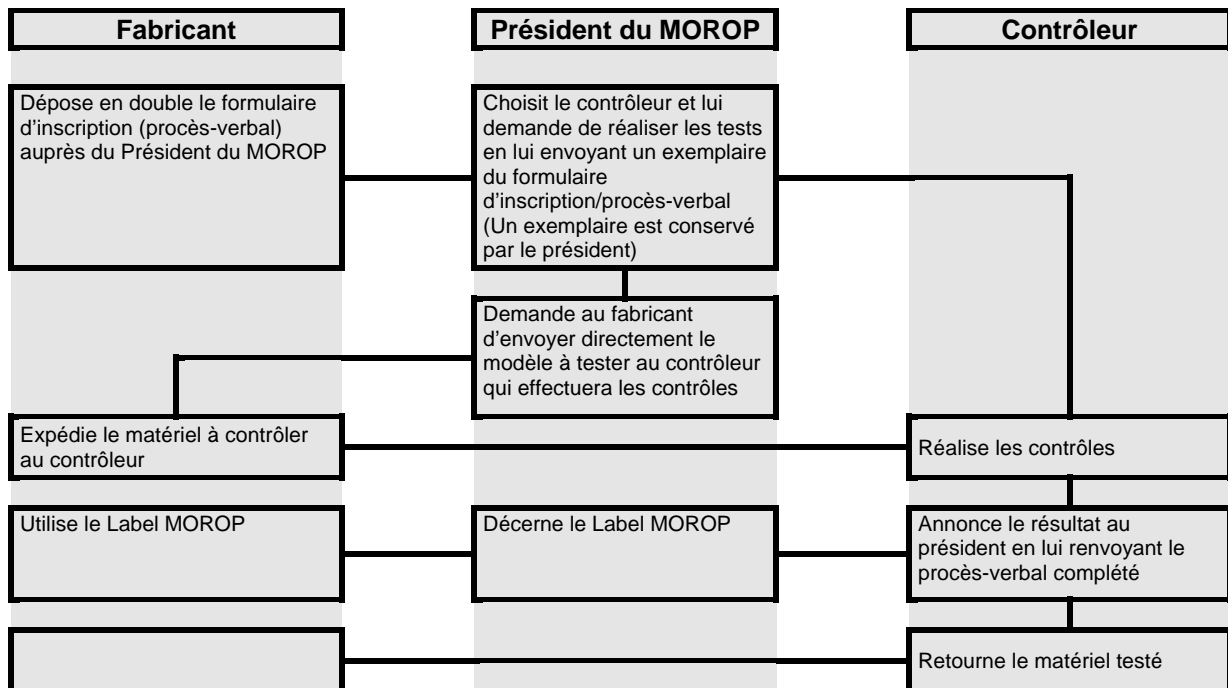 Fabricant
Président du MOROP
Contrôleur
Dépose en double le formulaire
d'inscription (procès-verbal)
auprès du Président du MOROP
Choisit le contrôleur et lui
demande de réaliser les tests
en lui envoyant un exemplaire
du formulaire
d'inscription/procès-verbal
(Un exemplaire est conservé
par le président)
Demande au fabricant
d'envoyer directement le
modèle à tester au contrôleur
qui effectuera les contrôles
Expédie le matériel à contrôler
au contrôleur
Réalise les contrôles
Utilise le Label MOROP
Décerne le Label MOROP
Annonce le résultat au
président en lui renvoyant le
procès-verbal complété
Retourne le matériel testé